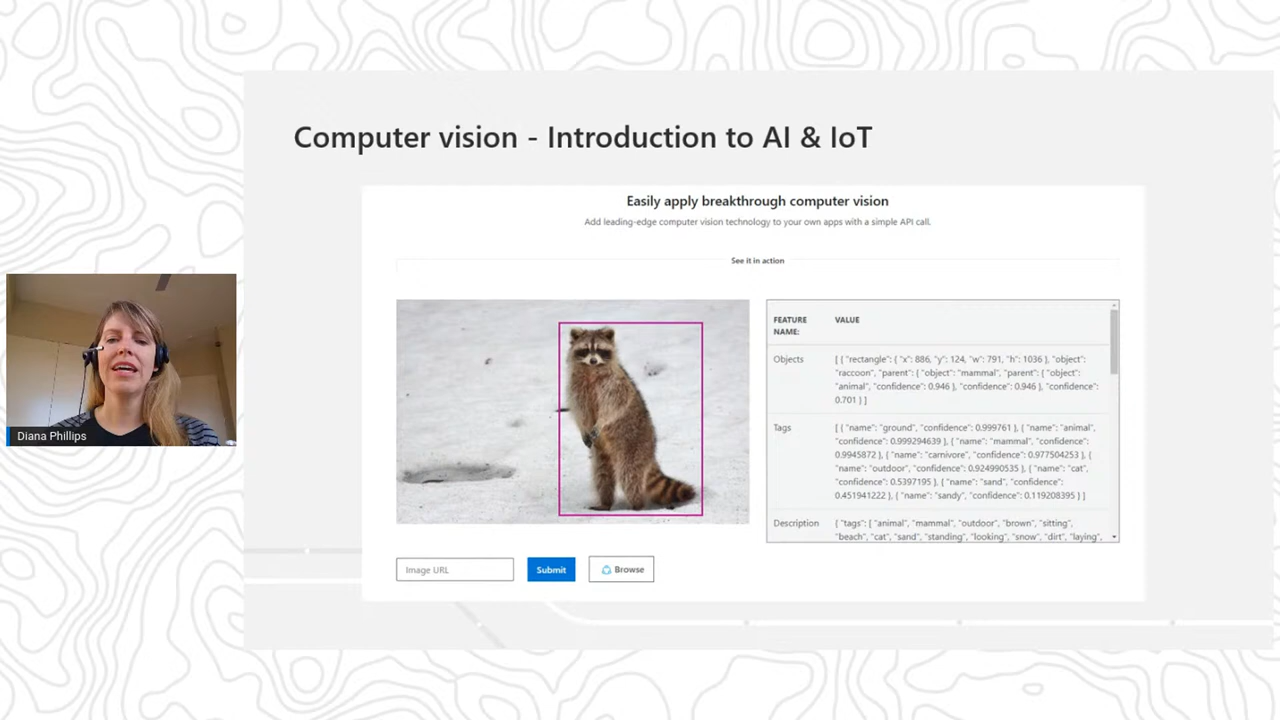 Computer vision - Introduction to AI & IoT
Easily apply breakthrough computer vision
Add leading-edge computer vision technology to your own apps with a simple API call.
See it in action
FEATURE NAME: VALUE
Objects
[ { "rectangle": { "x": 886, "y": 124, "w": 791, "h": 1036 }, "object":
"raccoon", "parent": { "object": "mammal", "parent": { "object":
"animal", "confidence": 0.946 }, "confidence": 0.946 }, "confidence":
0.701 } ]
Tags
[ { "name": "ground", "confidence": 0.999761 }, { "name": "animal",
"confidence": 0.999294639 }, { "name": "mammal", "confidence":
0.9945872 }, { "name": "carnivore", "confidence": 0.977504253 }, {
"name": "outdoor", "confidence": 0.924990535 }, { "name": "cat",
"confidence": 0.5397195 }, { "name": "sand", "confidence":
0.451941222 }, { "name": "sandy", "confidence": 0.119208395 } ]
Description
{ "tags": [ "animal", "mammal", "outdoor", "brown", "sitting",
"beach", "cat", "sand", "standing", "looking", "snow", "dirt", "laying",
Image URL
Submit
Browse
Diana Phillips